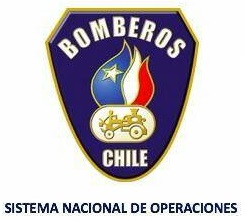 BOMBEROS
CHILE
SISTEMA NACIONAL DE OPERACIONES